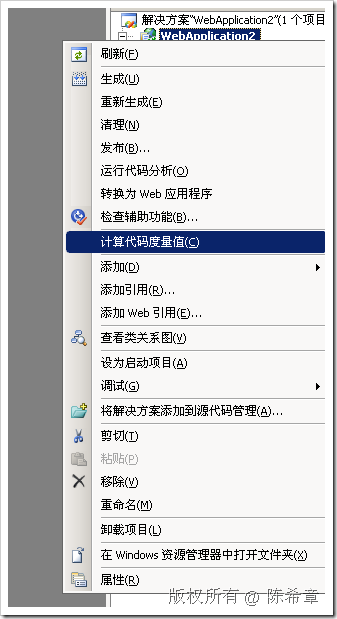 解决方案"WebApplication2"(1 个项目
WebApplication2
刷新(F)
生成(U)
重新生成(E)
清理(N)
发布(B)...
运行代码分析(O)
转换为 Web 应用程序
检查辅助功能(B)...
计算代码度量值(C)
添加(D)
添加引用(R)...
添加 Web 引用(E)...
查看类关系图(V)
设为启动项目(A)
调试(G)
将解决方案添加到源代码管理(A)...
剪切(T)
粘贴(P)
移除(V)
重命名(M)
卸载项目(L)
在 Windows 资源管理器中打开文件夹(X)
属性(R)
版权所有 @ 陈希章